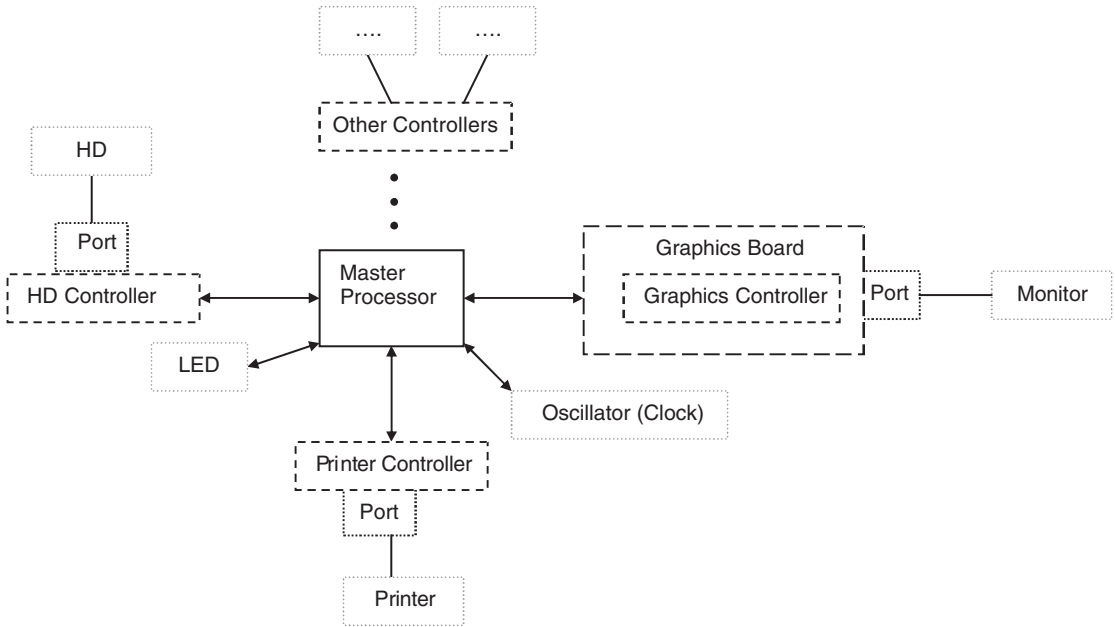 ....
....
Other Controllers
HD
Port
HD Controller
Master
Processor
Graphics Board
Graphics Controller
Port
Monitor
LED
Oscillator (Clock)
Printer Controller
Port
Printer